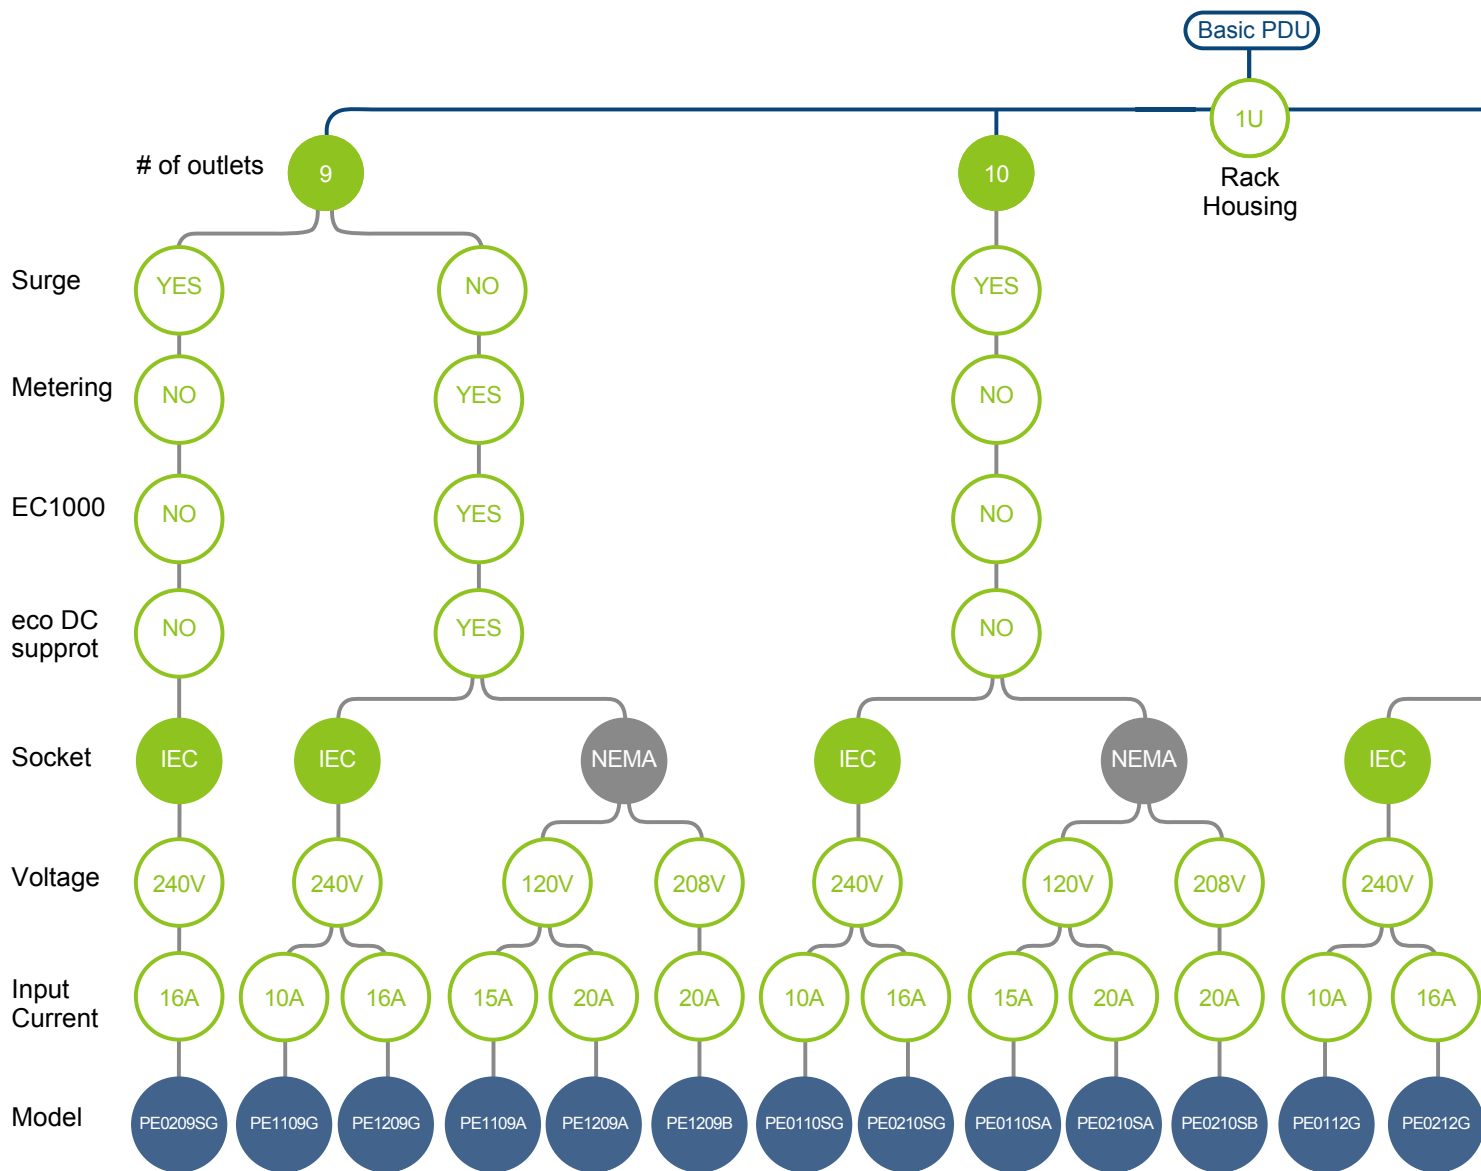 Basic PDU
1U
Rack
Housing
# of outlets
9
10
Surge
YES
NO
YES
Metering
NO
YES
NO
EC1000
NO
YES
NO
eco DC
supprot
NO
YES
NO
Socket
IEC
IEC
NEMA
IEC
NEMA
IEC
Voltage
240V
240V
120V
208V
240V
120V
208V
240V
Input
Current
16A
10A
16A
15A
20A
20A
10A
16A
15A
20A
20A
10A
16A
Model
PE0209SG
PE1109G
PE1209G
PE1109A
PE1209A
PE1209B
PE0110SG
PE0210SG
PE0110SA
PE0210SA
PE0210SB
PE0112G
PE0212G